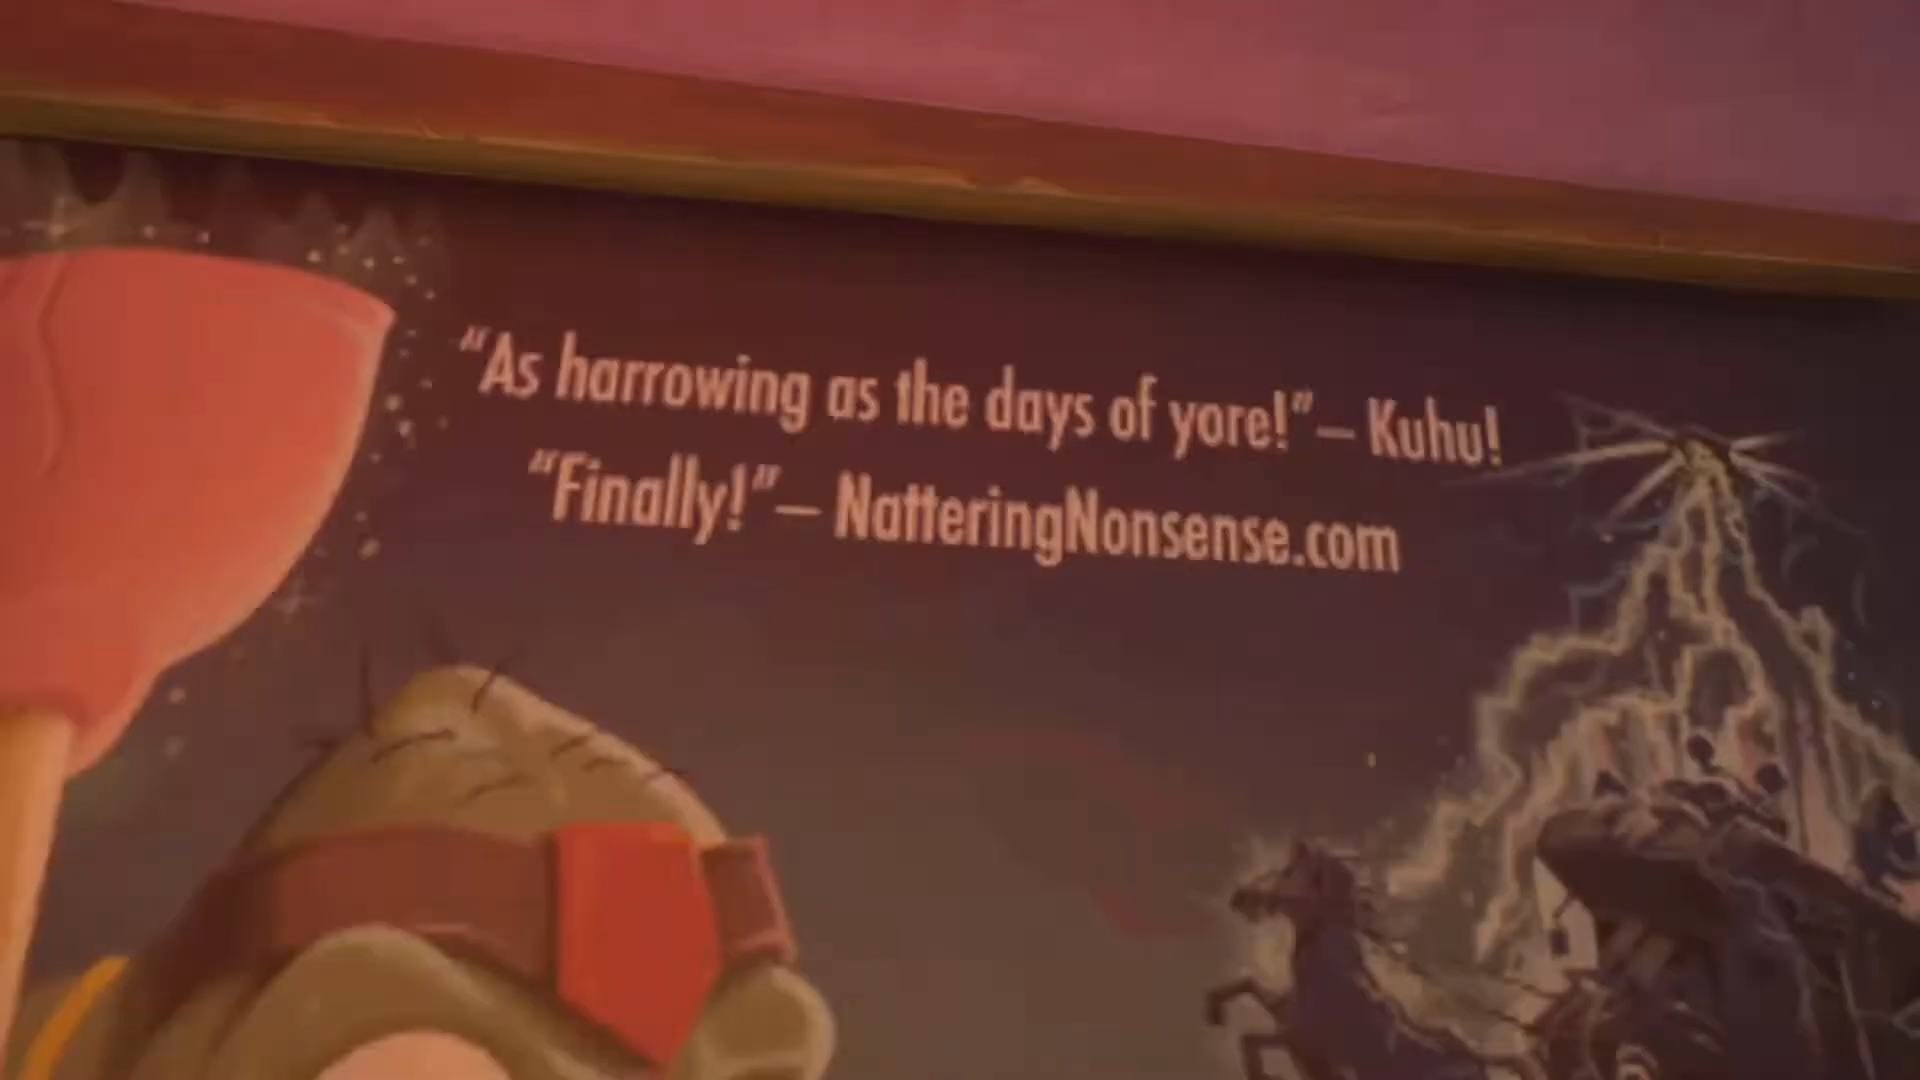 “As harrowing as the days of yore!”— Kuhu!
“Finally!”— NatteringNonsense.com